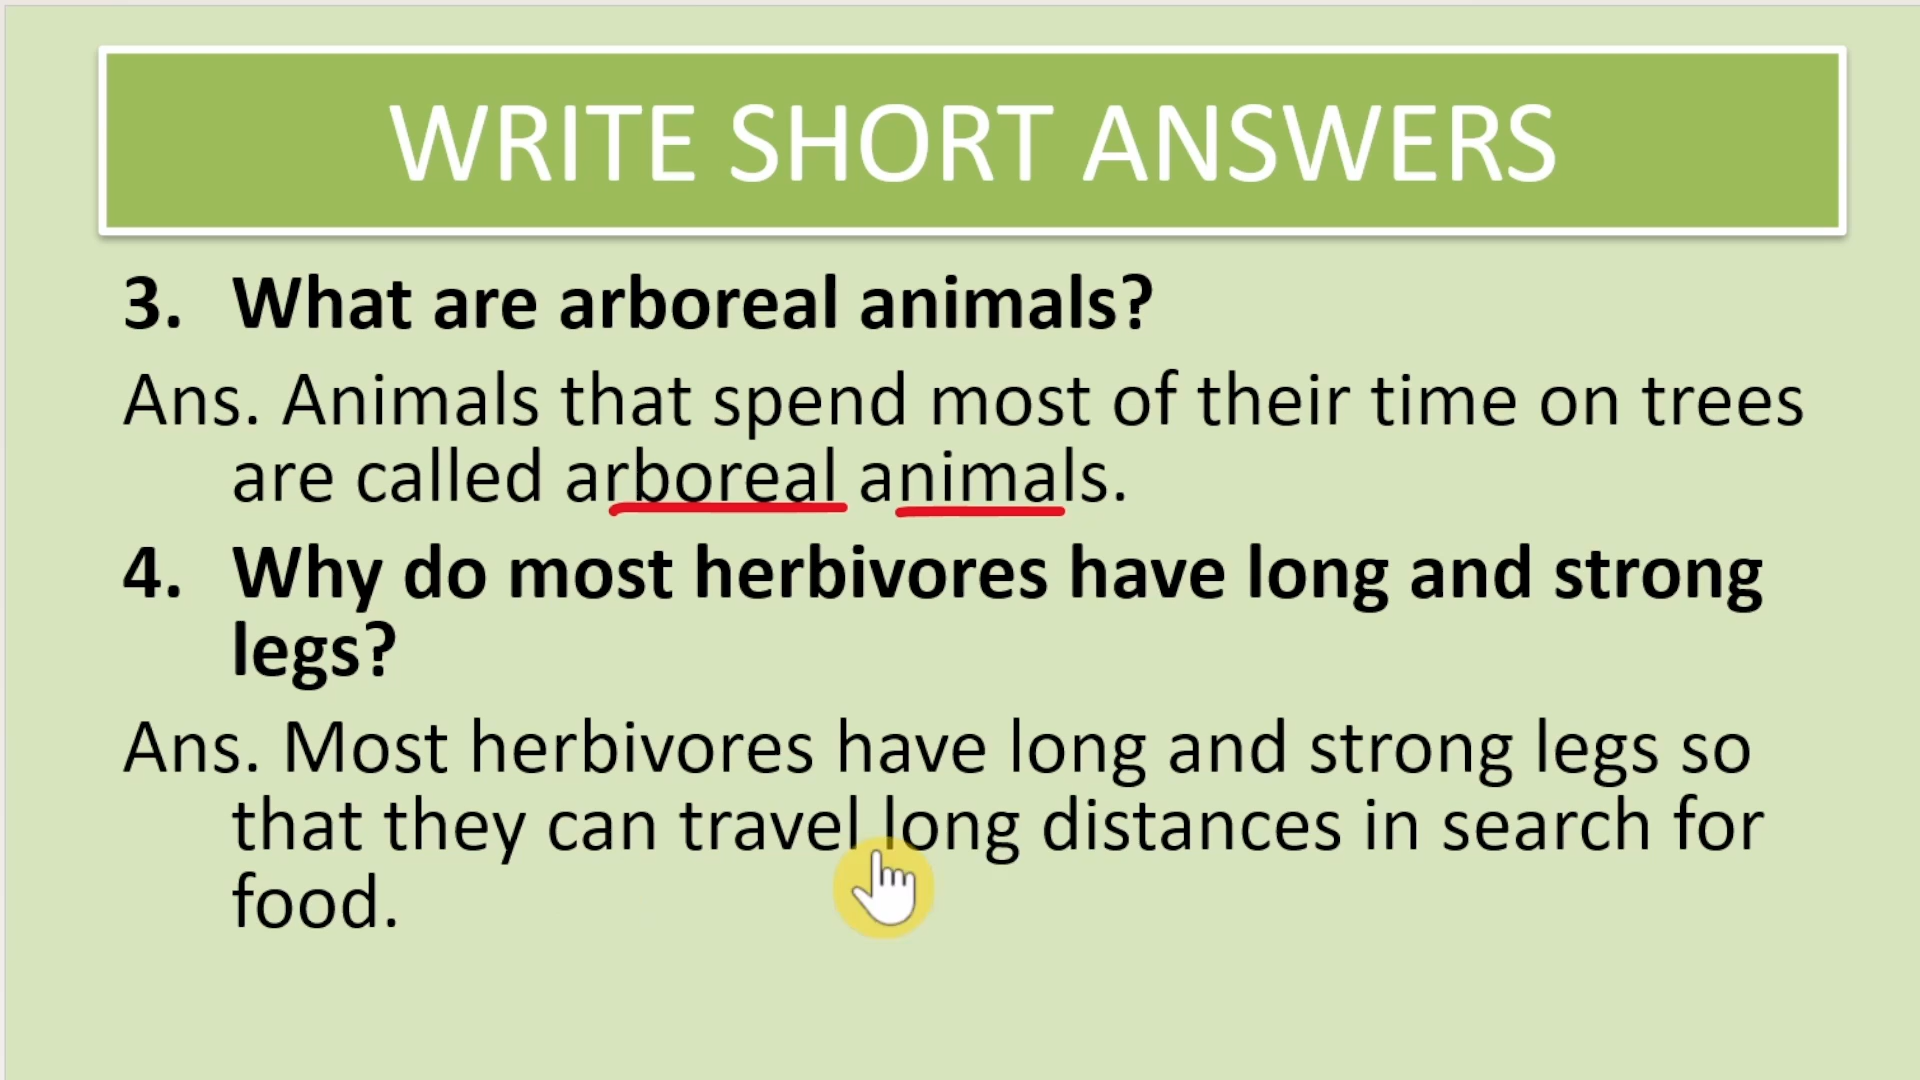 WRITE SHORT ANSWERS
3. What are arboreal animals?
Ans. Animals that spend most of their time on trees
are called arboreal animals.
4. Why do most herbivores have long and strong
legs?
Ans. Most herbivores have long and strong legs so
that they can travel long distances in search for
food.